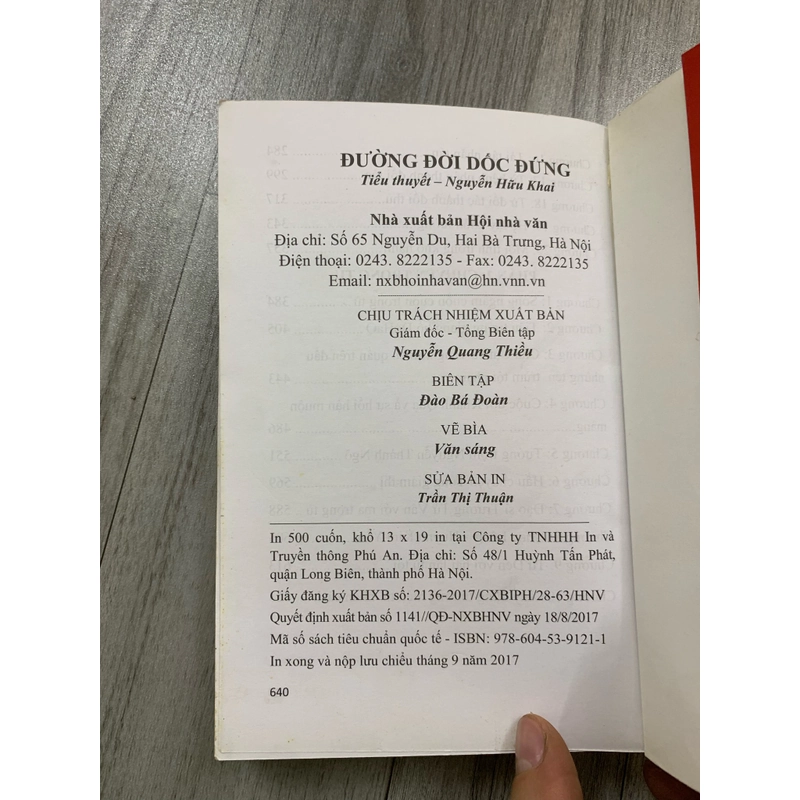 ĐƯỜNG ĐỜI DỐC ĐỨNG
Tiểu thuyết – Nguyễn Hữu Khai
Nhà xuất bản Hội nhà văn
Địa chỉ: Số 65 Nguyễn Du, Hai Bà Trưng, Hà Nội
Điện thoại: 0243. 8222135 - Fax: 0243. 8222135
Email: nxbhoinhavan@hn.vnn.vn
CHỊU TRÁCH NHIỆM XUẤT BẢN
Giám đốc - Tổng Biên tập
Nguyễn Quang Thiều
BIÊN TẬP
Đào Bá Đoàn
VẼ BÌA
Văn sáng
SỬA BẢN IN
Trần Thị Thuận
In 500 cuốn, khổ 13 x 19 in tại Công ty TNHHH In và
Truyền thông Phú An. Địa chỉ: Số 48/1 Huỳnh Tấn Phát,
quận Long Biên, thành phố Hà Nội.
Giấy đăng ký KHXB số: 2136-2017/CXBIPH/28-63/HNV
Quyết định xuất bản số 1141//QĐ-NXBHNV ngày 18/8/2017
Mã số sách tiêu chuẩn quốc tế - ISBN: 978-604-53-9121-1
In xong và nộp lưu chiểu tháng 9 năm 2017
640